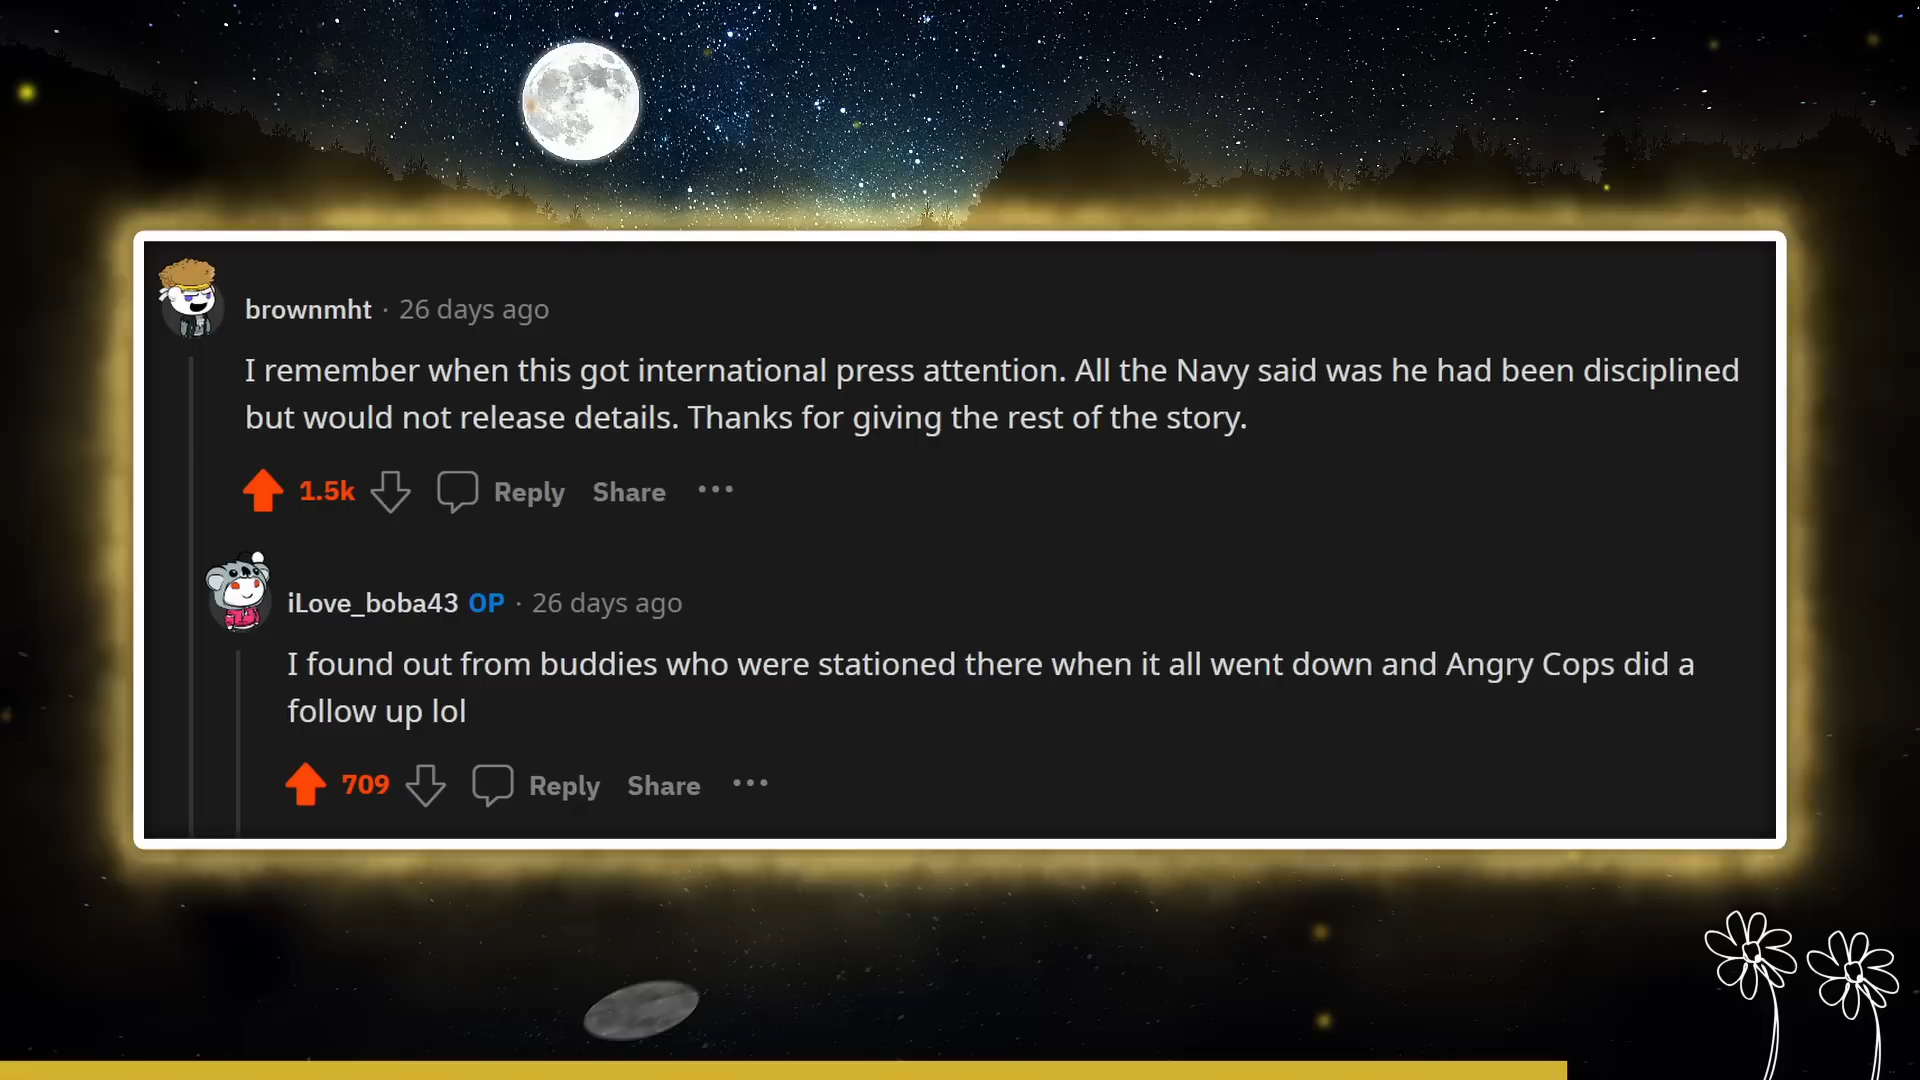 brownmht · 26 days ago
I remember when this got international press attention. All the Navy said was he had been disciplined
but would not release details. Thanks for giving the rest of the story.
1.5k Reply Share ···
iLove_boba43 OP · 26 days ago
I found out from buddies who were stationed there when it all went down and Angry Cops did a
follow up lol
709 Reply Share ···